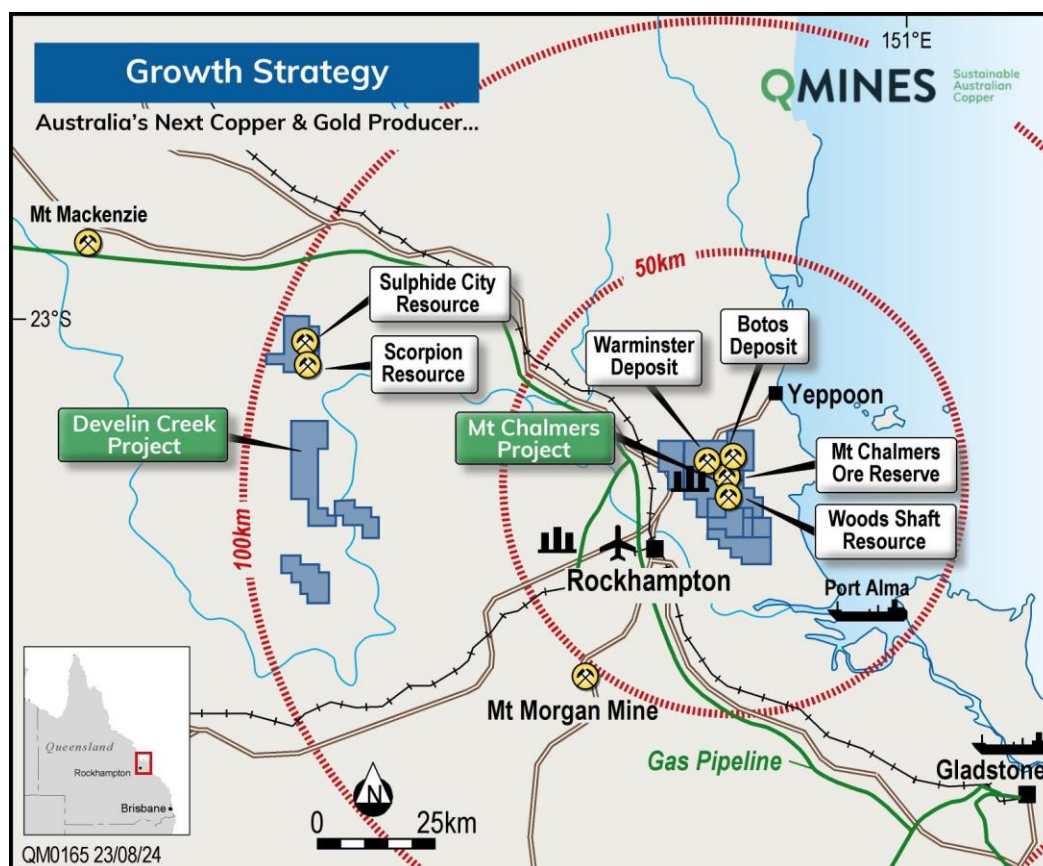 Growth Strategy
Australia's Next Copper & Gold Producer...
QMINES
Sustainable
Australian
Copper
151°E
Mt Mackenzie
23°S
50km
100km
Sulphide City
Resource
Scorpion
Resource
Warminster
Deposit
Botos
Deposit
Yeppoon
Develin Creek
Project
Mt Chalmers
Project
Mt Chalmers
Ore Reserve
Woods Shaft
Resource
Rockhampton
Port Alma
Mt Morgan Mine
Gas Pipeline
Gladstone
Queensland
Rockhampton
Brisbane
N
0 25km
QM0165 23/08/24